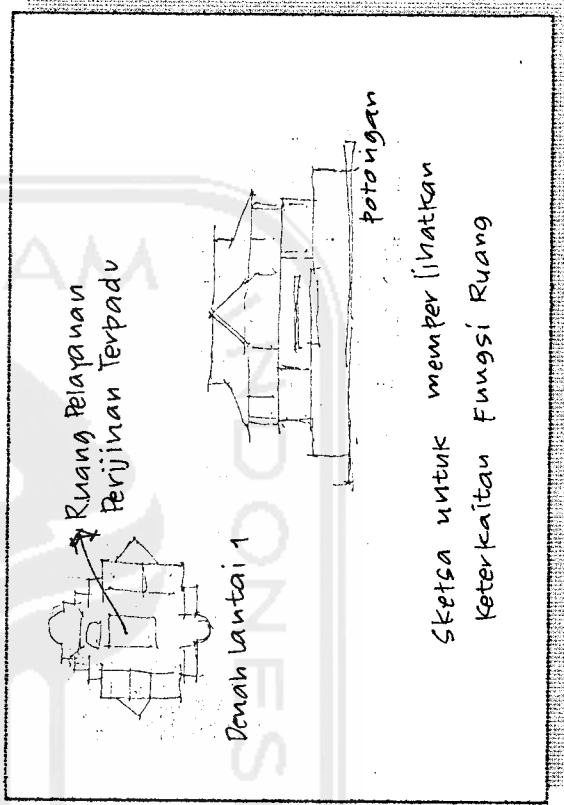 Ruang Pelayanan
Perijinan Terpadu
Denah Lantai 1
potongan
Sketsa untuk memperlihatkan
Keterkaitan Fungsi Ruang